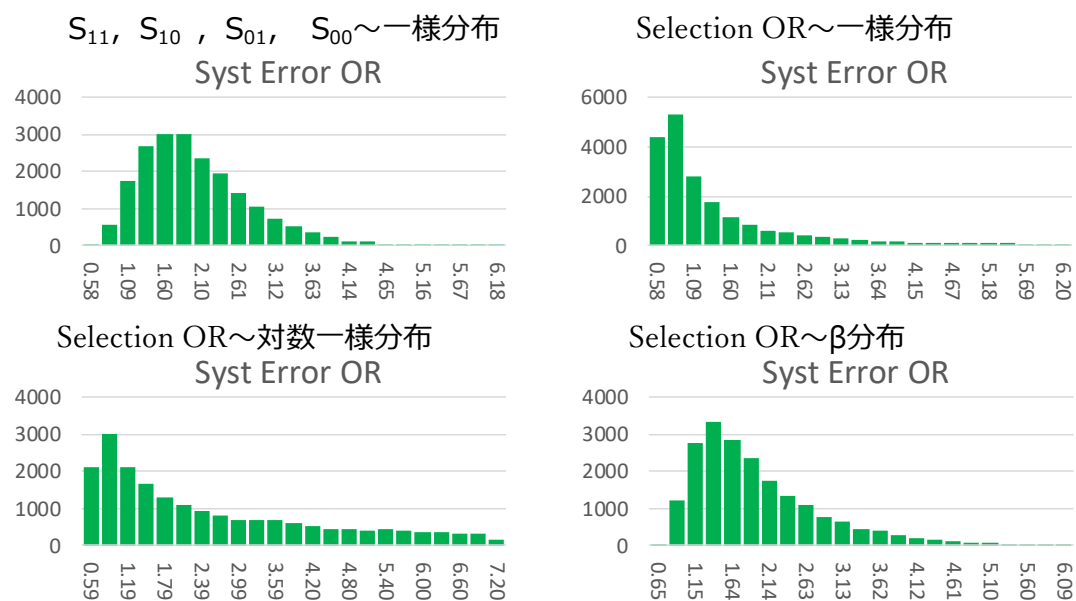 S₁₁, S₁₀ , S₀₁, S₀₀～一様分布
Syst Error OR
4000
3000
2000
1000
0
0.58 1.09 1.60 2.10 2.61 3.12 3.63 4.14 4.65 5.16 5.67 6.18
Selection OR～一様分布
Syst Error OR
6000
4000
2000
0
0.58 1.09 1.60 2.11 2.62 3.13 3.64 4.15 4.67 5.18 5.69 6.20
Selection OR～対数一様分布
Syst Error OR
4000
3000
2000
1000
0
0.59 1.19 1.79 2.39 2.99 3.59 4.20 4.80 5.40 6.00 6.60 7.20
Selection OR～β分布
Syst Error OR
4000
3000
2000
1000
0
0.65 1.15 1.64 2.14 2.63 3.13 3.62 4.12 4.61 5.10 5.60 6.09